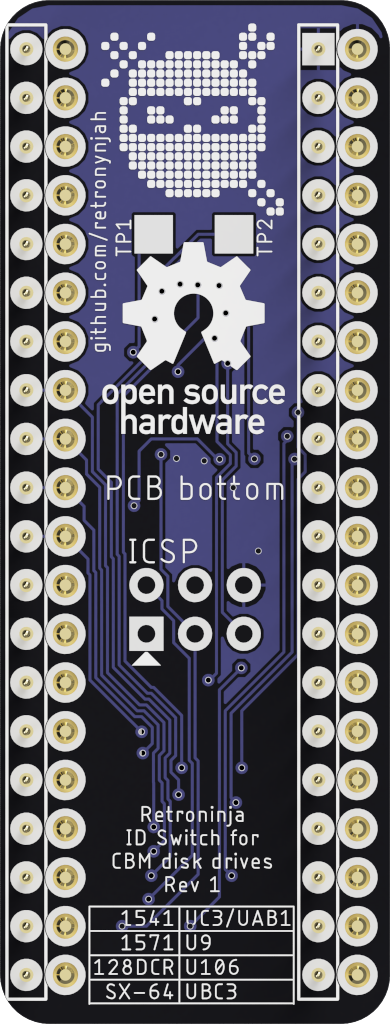 github.com/retronynjah
TP1
TP2
open source
hardware
PCB bottom
ICSP
Retroninja
ID Switch for
CBM disk drives
Rev 1
1541 UC3/UAB1
1571 U9
128DCR U106
SX-64 UBC3